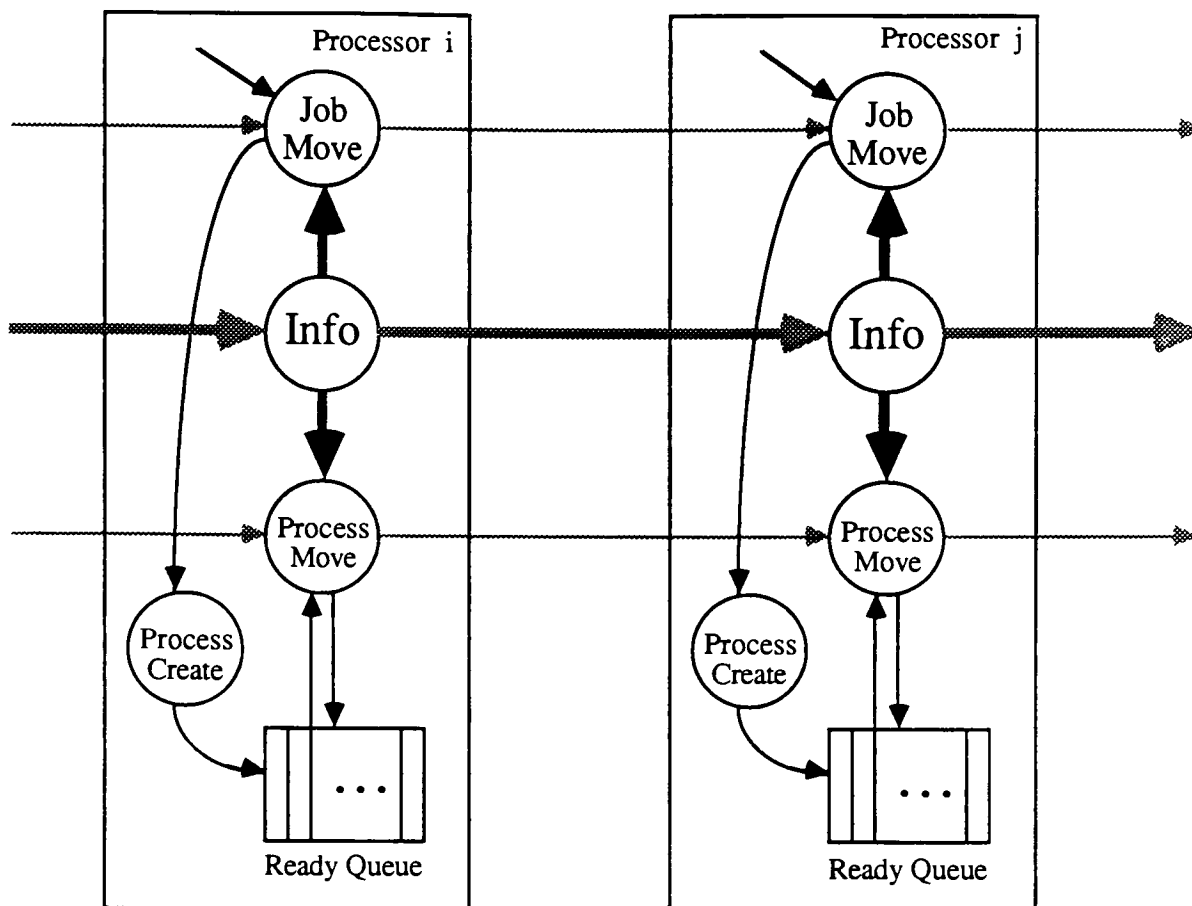 Processor i
Job
Move
Info
Process
Move
Process
Create
• • •
Ready Queue
Processor j
Job
Move
Info
Process
Move
Process
Create
• • •
Ready Queue